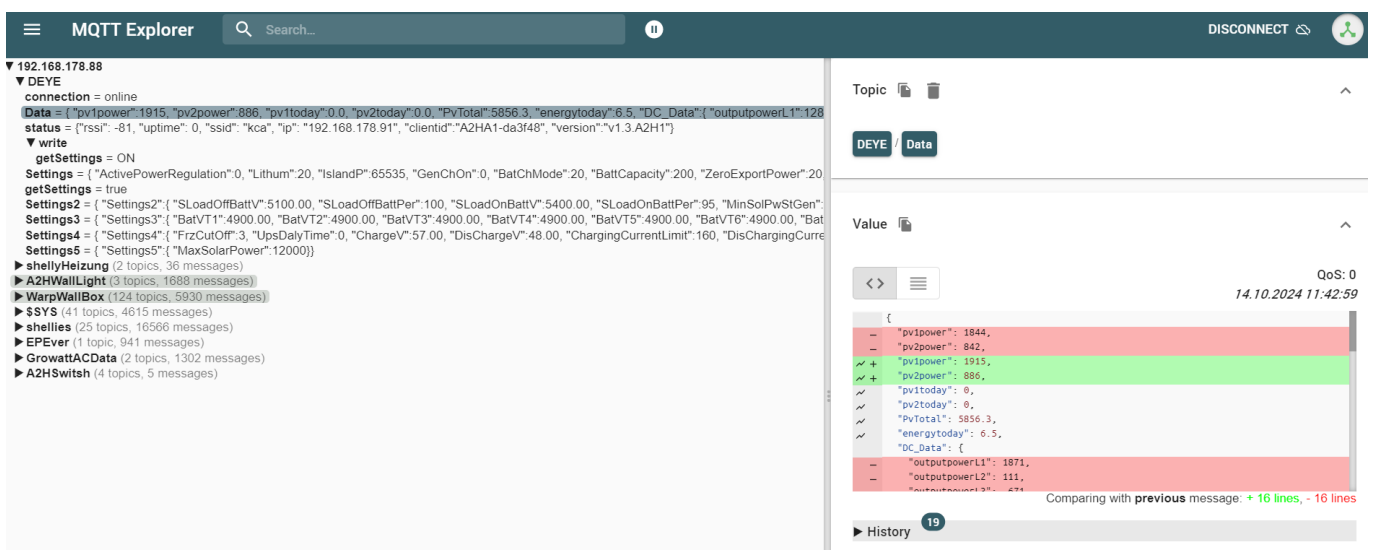 MQTT Explorer
Search...
DISCONNECT
▼ 192.168.178.88
▼ DEYE
connection = online
Data = { "pv1power":1915, "pv2power":886, "pv1today":0.0, "pv2today":0.0, "PvTotal":5856.3, "energytoday":6.5, "DC_Data":{ "outputpowerL1":128
status = {"rssi": -81, "uptime": 0, "ssid": "kca", "ip": "192.168.178.91", "clientid":"A2HA1-da3f48", "version":"v1.3.A2H1"}
▼ write
getSettings = ON
Settings = { "ActivePowerRegulation":0, "Lithum":20, "IslandP":65535, "GenChOn":0, "BatChMode":20, "BattCapacity":200, "ZeroExportPower":20,
getSettings = true
Settings2 = { "Settings2":{ "SLoadOffBattV":5100.00, "SLoadOffBattPer":100, "SLoadOnBattV":5400.00, "SLoadOnBattPer":95, "MinSolPwStGen":
Settings3 = { "Settings3":{ "BatVT1":4900.00, "BatVT2":4900.00, "BatVT3":4900.00, "BatVT4":4900.00, "BatVT5":4900.00, "BatVT6":4900.00, "Bat
Settings4 = { "Settings4":{ "FrzCutOff":3, "UpsDalyTime":0, "ChargeV":57.00, "DisChargeV":48.00, "ChargingCurrentLimit":160, "DisChargingCurre
Settings5 = { "Settings5":{ "MaxSolarPower":12000}}
▶ shellyHeizung (2 topics, 36 messages)
▶ A2HWallLight (3 topics, 1688 messages)
▶ WarpWallBox (124 topics, 5930 messages)
▶ $SYS (41 topics, 4615 messages)
▶ shellies (25 topics, 16566 messages)
▶ EPEver (1 topic, 941 messages)
▶ GrowattACData (2 topics, 1302 messages)
▶ A2HSwitsh (4 topics, 5 messages)
Topic
DEYE / Data
Value
QoS: 0
14.10.2024 11:42:59
{
- "pv1power": 1844,
- "pv2power": 842,
+ "pv1power": 1915,
+ "pv2power": 886,
"pv1today": 0,
"pv2today": 0,
"PvTotal": 5856.3,
"energytoday": 6.5,
"DC_Data": {
- "outputpowerL1": 1871,
- "outputpowerL2": 111,
Comparing with previous message: + 16 lines, - 16 lines
▶ History 19